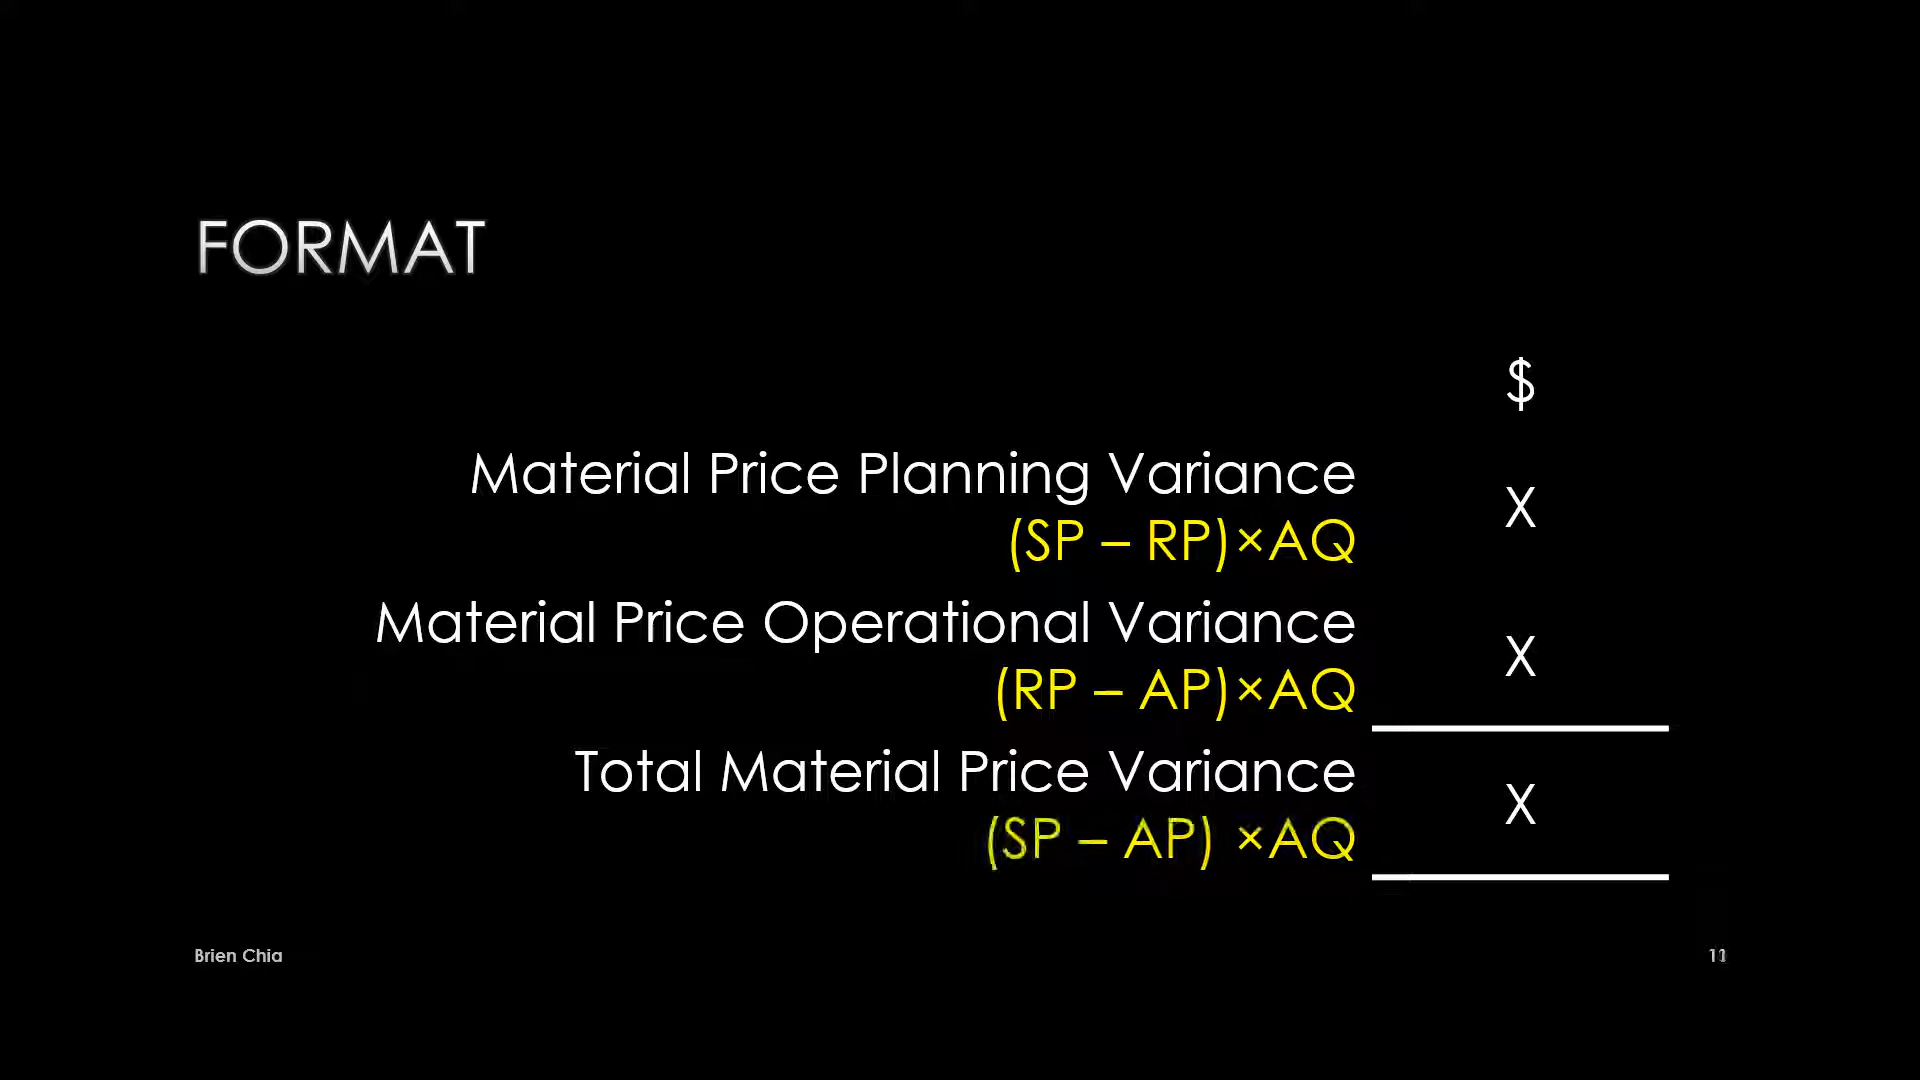 FORMAT
$
Material Price Planning Variance
(SP – RP)×AQ
X
Material Price Operational Variance
(RP – AP)×AQ
X
Total Material Price Variance
(SP – AP) ×AQ
X
Brien Chia